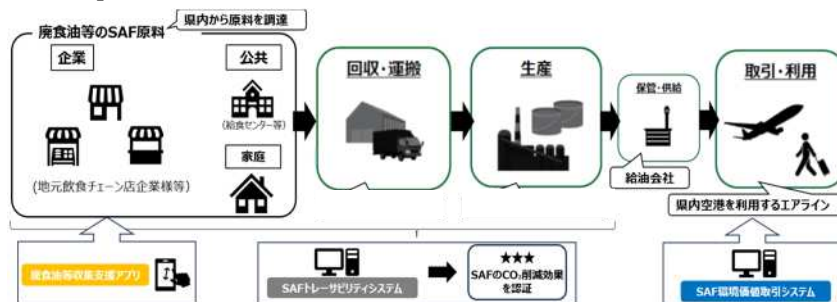 県内から原料を調達
廃食油等のSAF原料
企業
公共
(給食センター等)
家庭
(地元飲食チェーン店企業様等)
回収・運搬
生産
保管・供給
給油会社
取引・利用
県内空港を利用するエアライン
廃食油等収集支援アプリ
SAFトレーサビリティシステム
★★★
SAFのCO₂削減効果
を認証
SAF環境価値取引システム